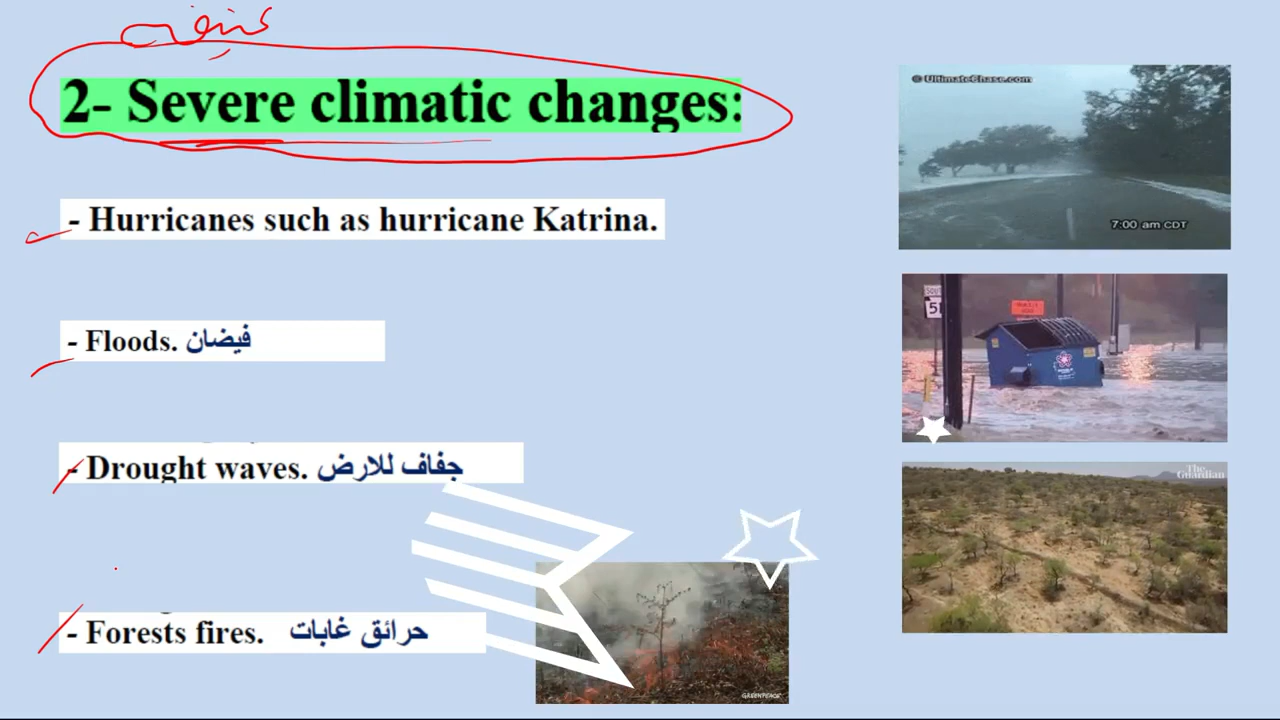 عنيفة
2- Severe climatic changes:
- Hurricanes such as hurricane Katrina.
- Floods. فيضان
- Drought waves. جفاف للارض
- Forests fires. حرائق غابات
© UltimateChase.com
7:00 am CDT
The Guardian
GREENPEACE